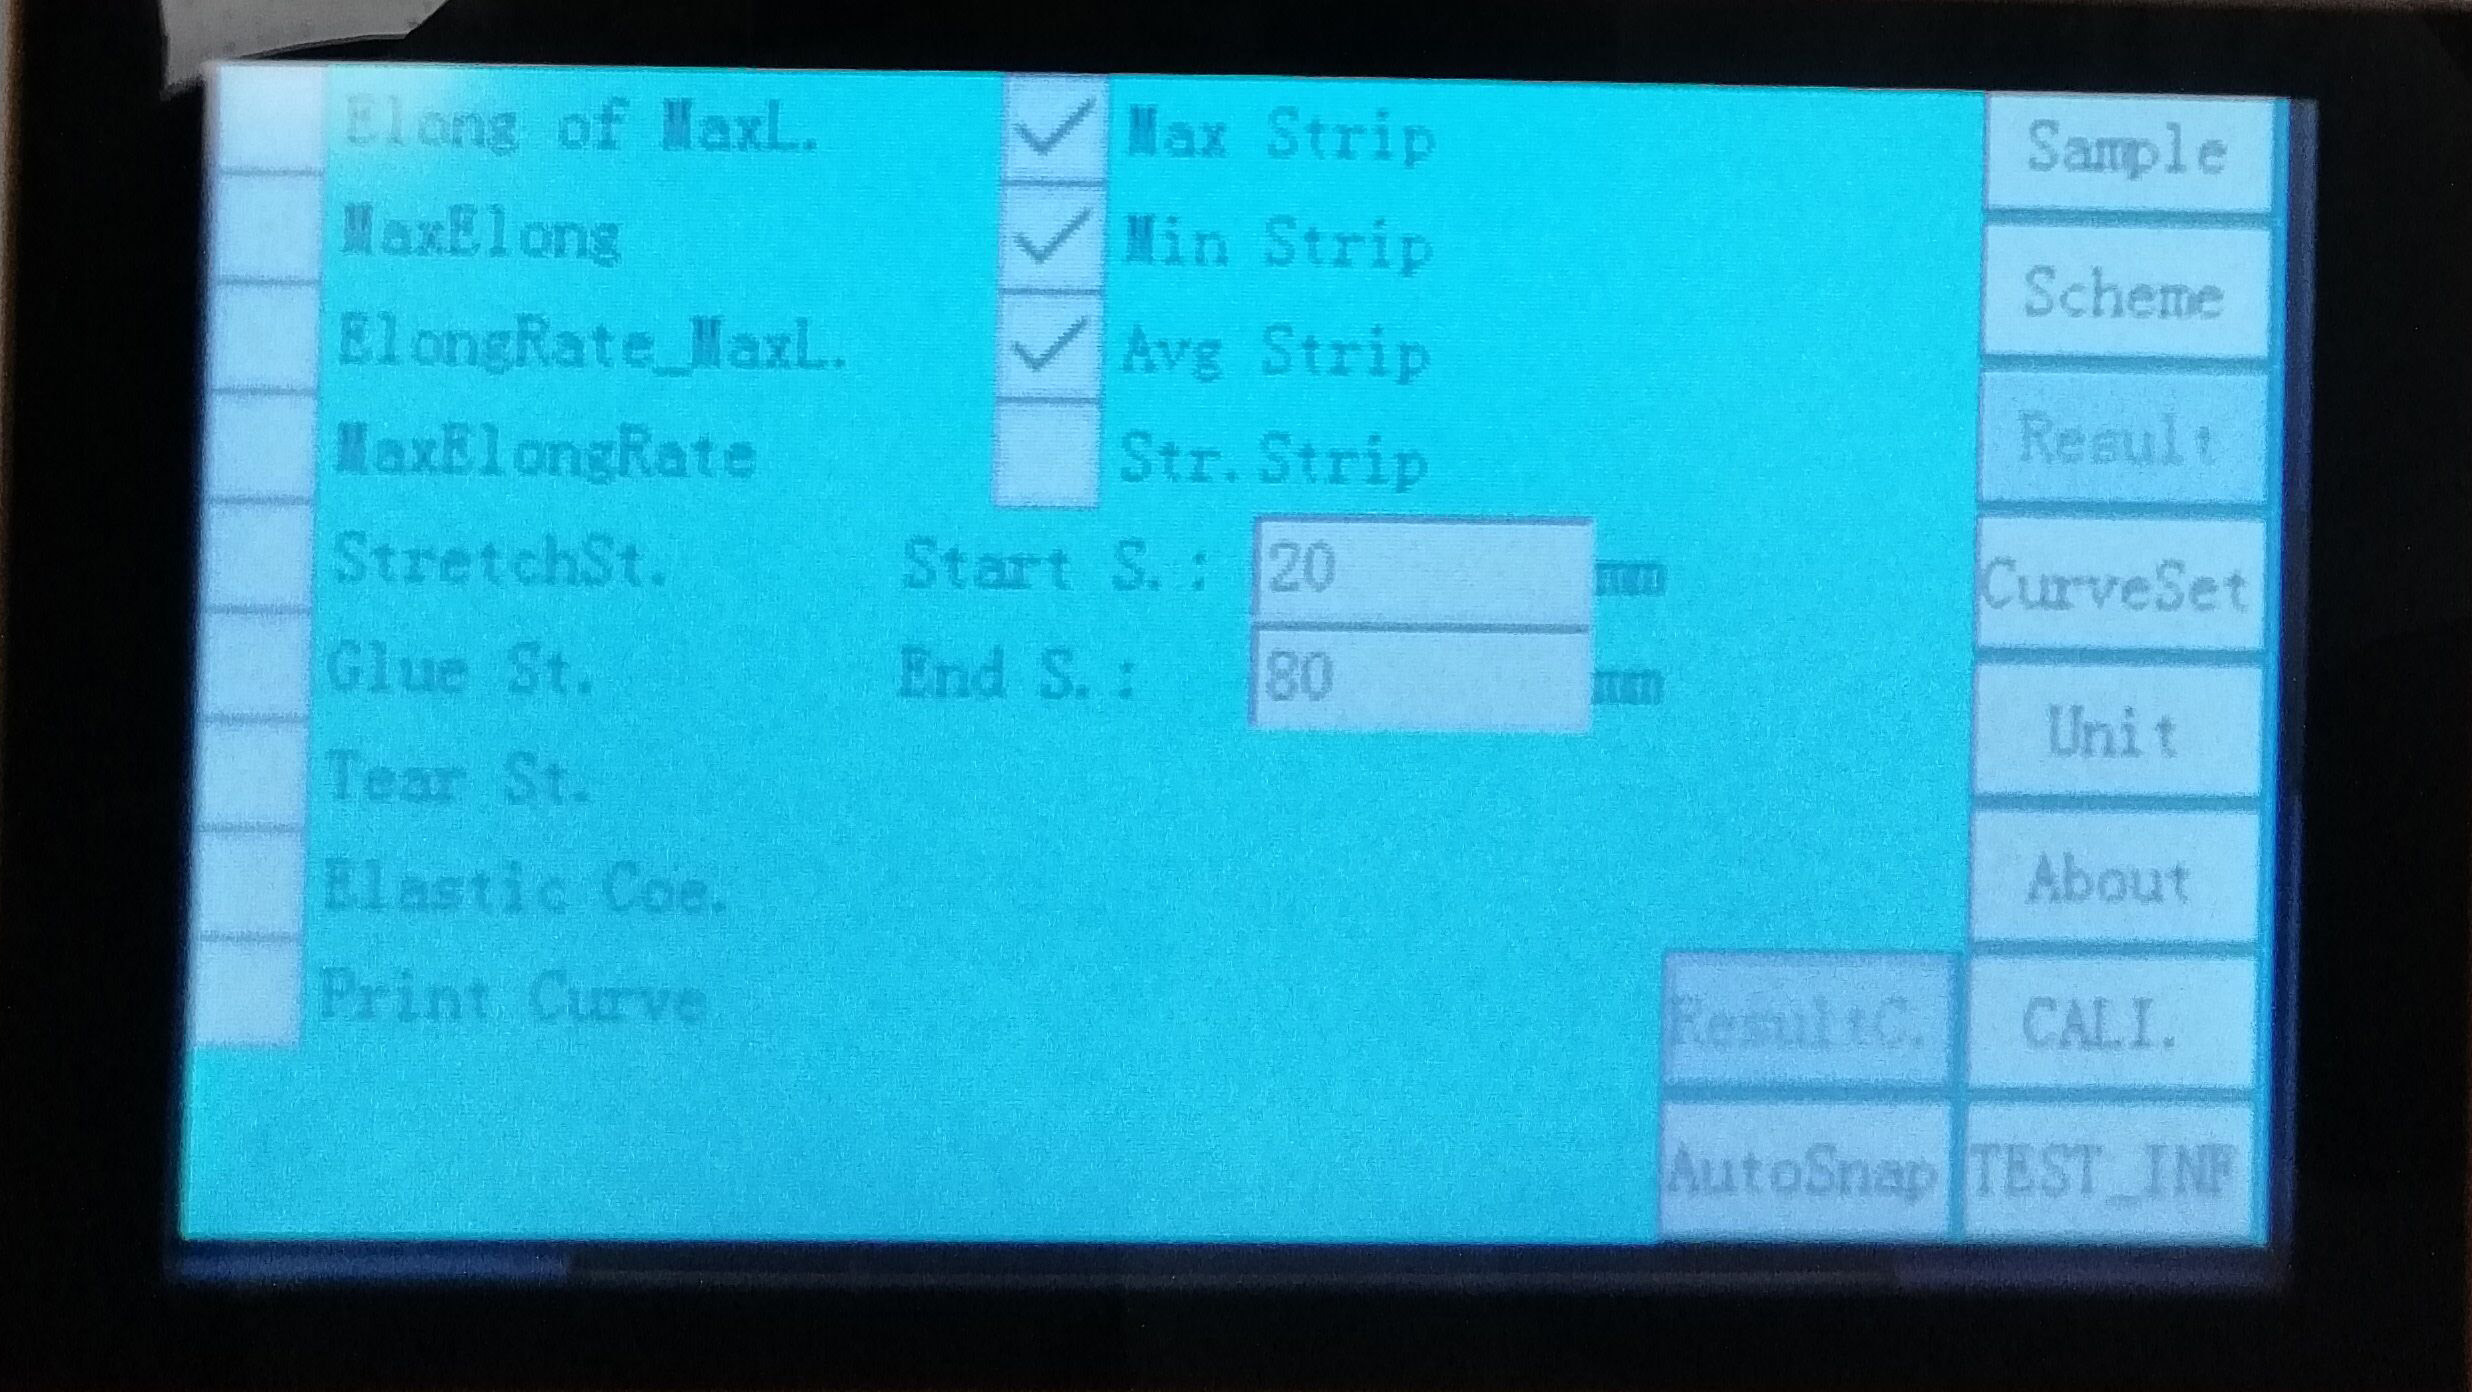 Elong of MaxL.
MaxElong
ElongRate_MaxL.
MaxElongRate
StretchSt.
Glue St.
Tear St.
Elastic Coe.
Print Curve
Max Strip
Min Strip
Avg Strip
Str.Strip
Start S.: 20 mm
End S.: 80 mm
Sample
Scheme
Result
CurveSet
Unit
About
ResultC. CALI.
AutoSnap TEST_INF